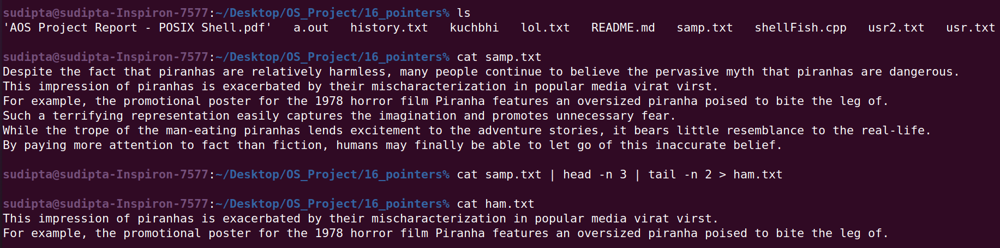 sudipta@sudipta-Inspiron-7577:~/Desktop/OS_Project/16_pointers% ls
'AOS Project Report - POSIX Shell.pdf'   a.out   history.txt   kuchbhi   lol.txt   README.md   samp.txt   shellFish.cpp   usr2.txt   usr.txt
sudipta@sudipta-Inspiron-7577:~/Desktop/OS_Project/16_pointers% cat samp.txt
Despite the fact that piranhas are relatively harmless, many people continue to believe the pervasive myth that piranhas are dangerous.
This impression of piranhas is exacerbated by their mischaracterization in popular media virat virst.
For example, the promotional poster for the 1978 horror film Piranha features an oversized piranha poised to bite the leg of.
Such a terrifying representation easily captures the imagination and promotes unnecessary fear.
While the trope of the man-eating piranhas lends excitement to the adventure stories, it bears little resemblance to the real-life.
By paying more attention to fact than fiction, humans may finally be able to let go of this inaccurate belief.
sudipta@sudipta-Inspiron-7577:~/Desktop/OS_Project/16_pointers% cat samp.txt | head -n 3 | tail -n 2 > ham.txt
sudipta@sudipta-Inspiron-7577:~/Desktop/OS_Project/16_pointers% cat ham.txt
This impression of piranhas is exacerbated by their mischaracterization in popular media virat virst.
For example, the promotional poster for the 1978 horror film Piranha features an oversized piranha poised to bite the leg of.